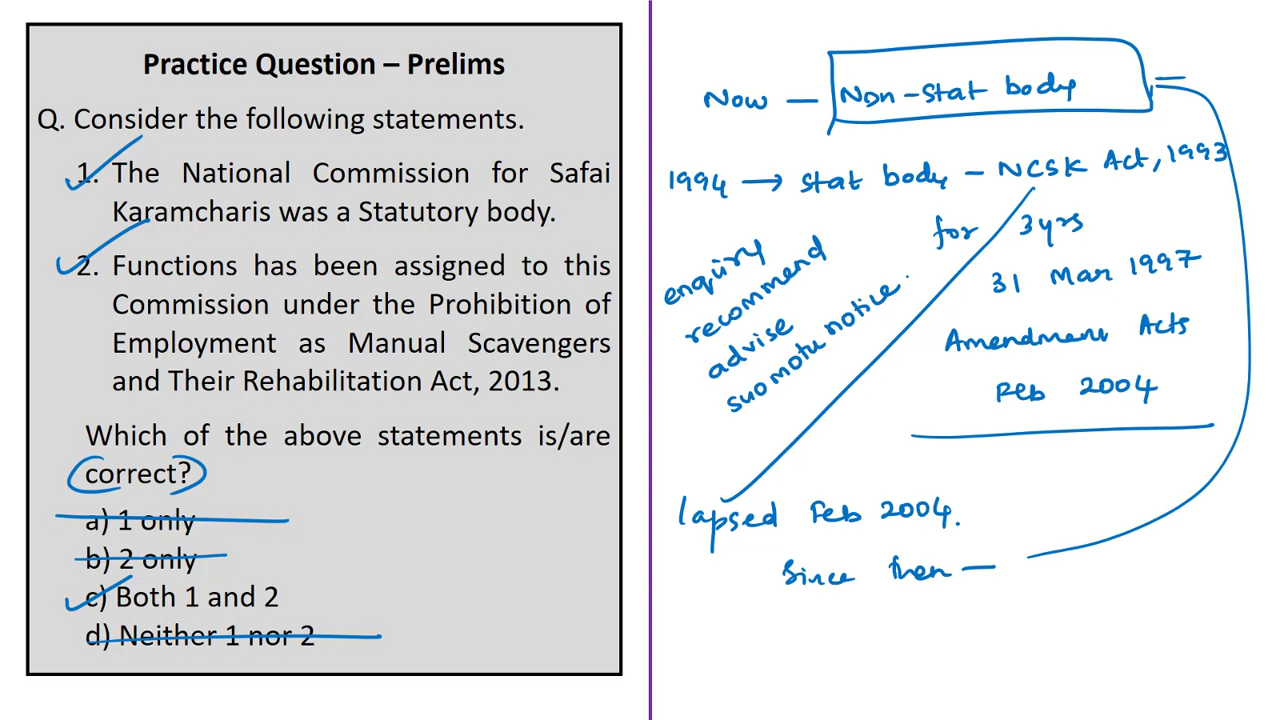 Practice Question – Prelims
Q. Consider the following statements.
1. The National Commission for Safai
Karamcharis was a Statutory body.
2. Functions has been assigned to this
Commission under the Prohibition of
Employment as Manual Scavengers
and Their Rehabilitation Act, 2013.
Which of the above statements is/are
correct?
a) 1 only
b) 2 only
c) Both 1 and 2
d) Neither 1 nor 2
Now — Non-stat body
1994 → stat body – NCSK Act, 1993
for 3yrs
31 Mar 1997
Amendment Acts
Feb 2004
enquiry
recommend
advise
suo motu notice.
lapsed Feb 2004.
Since then —